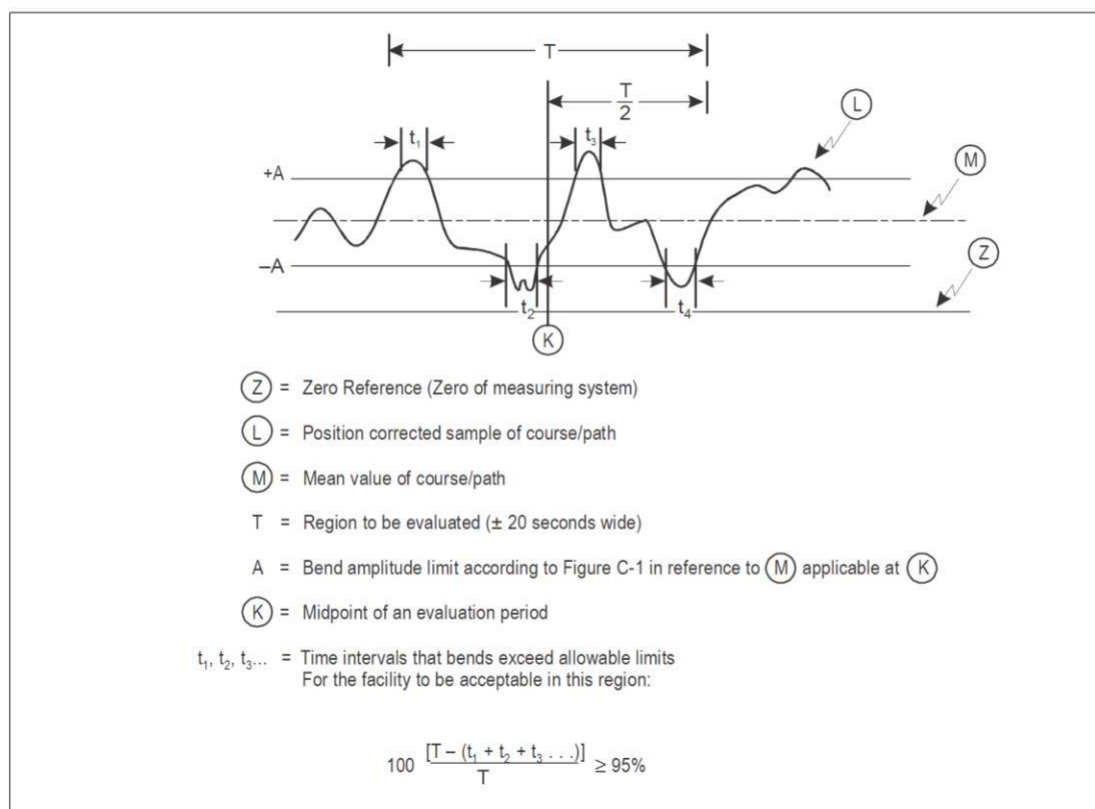 T
T
2
L
t₁
t₃
M
+A
Z
–A
t₂
t₄
K
Z = Zero Reference (Zero of measuring system)
L = Position corrected sample of course/path
M = Mean value of course/path
T = Region to be evaluated (± 20 seconds wide)
A = Bend amplitude limit according to Figure C-1 in reference to M applicable at K
K = Midpoint of an evaluation period
t₁, t₂, t₃... = Time intervals that bends exceed allowable limits
For the facility to be acceptable in this region:
100 [T – (t₁ + t₂ + t₃ . . .)] ≥ 95%
T